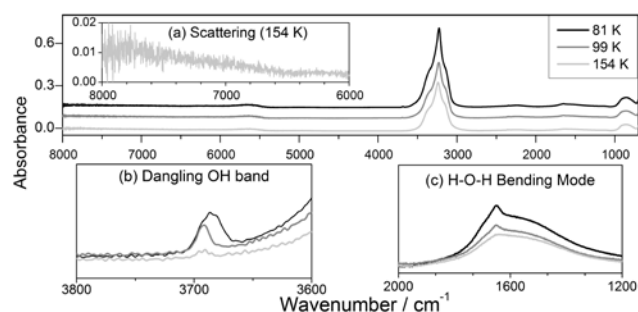 0.02
0.01
0.00
(a) Scattering (154 K)
8000 7000 6000
81 K
99 K
154 K
0.6
0.3
0.0
Absorbance
8000 7000 6000 5000 4000 3000 2000 1000
(b) Dangling OH band
3800 3700 3600
(c) H-O-H Bending Mode
2000 1600 1200
Wavenumber / cm⁻¹